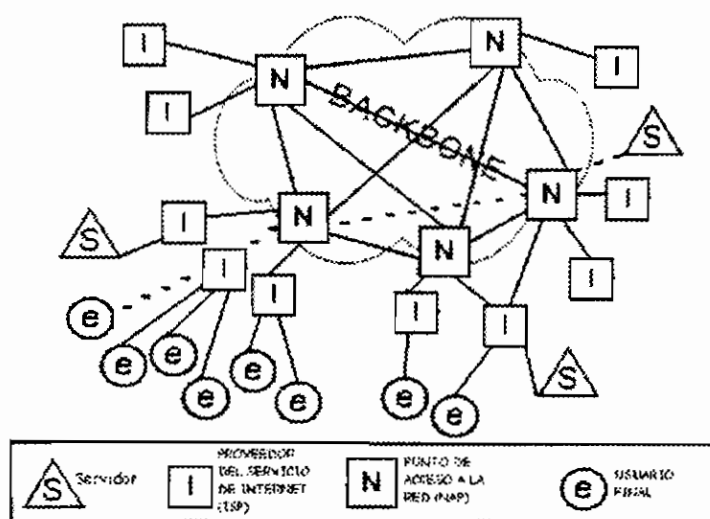 I
N
N
I
I
BACKBONE
S
N
I
I
N
S
I
N
I
I
e
I
I
I
e
e
e
e
e
e
e
S
S
Servidor
I
PROVEEDOR
DEL SERVICIO
DE INTERNET
(ISP)
N
PUNTO DE
ACCESO A LA
RED (NAP)
e
USUARIO
FINAL